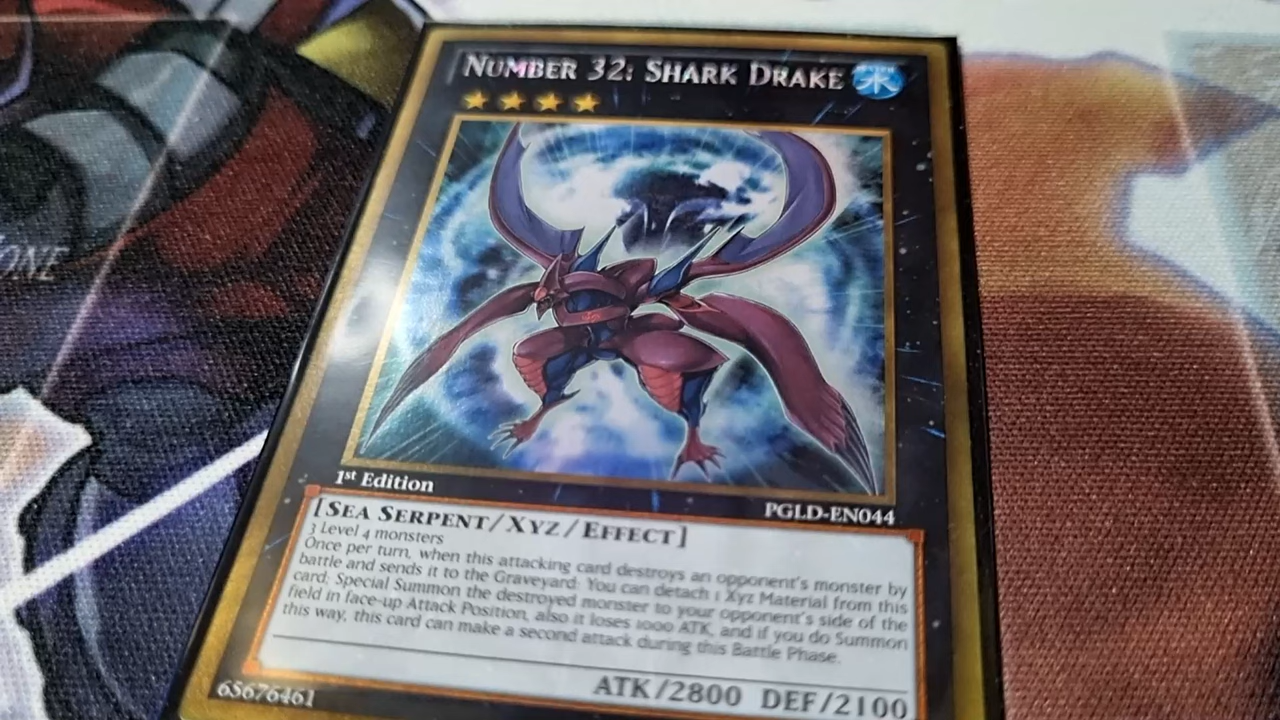 NUMBER 32: SHARK DRAKE
WATER
水
ONE
1st Edition
PGLD-EN044
[SEA SERPENT/XYZ/EFFECT]
3 Level 4 monsters
Once per turn, when this attacking card destroys an opponent's monster by
battle and sends it to the Graveyard: You can detach 1 Xyz Material from this
card; Special Summon the destroyed monster to your opponent's side of the
field in face-up Attack Position, also it loses 1000 ATK, and if you do Summon
this way, this card can make a second attack during this Battle Phase.
ATK/2800 DEF/2100
65676461